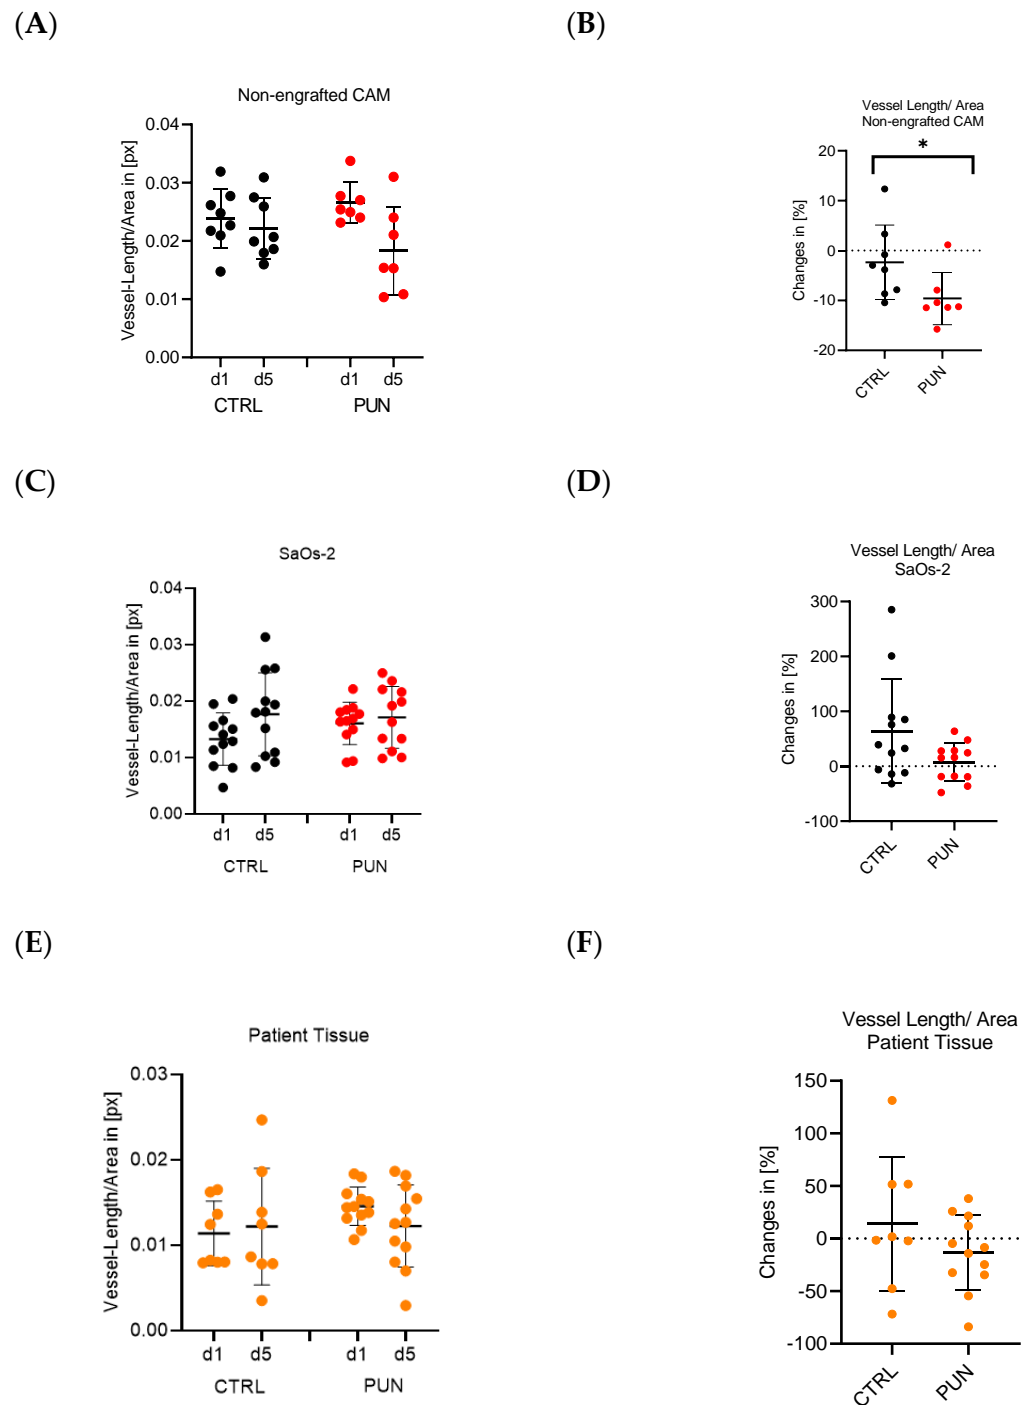 (A)
Non-engrafted CAM
Vessel-Length/Area in [px]
0.04
0.03
0.02
0.01
0.00
d1 d5 d1 d5
CTRL PUN
(B)
Vessel Length/ Area
Non-engrafted CAM
*
Changes in [%]
20
10
0
-10
-20
CTRL
PUN
(C)
SaOs-2
Vessel-Length/Area in [px]
0.04
0.03
0.02
0.01
0.00
d1 d5 d1 d5
CTRL PUN
(D)
Vessel Length/ Area
SaOs-2
Changes in [%]
300
200
100
0
-100
CTRL
PUN
(E)
Patient Tissue
Vessel-Length/Area in [px]
0.03
0.02
0.01
0.00
d1 d5 d1 d5
CTRL PUN
(F)
Vessel Length/ Area
Patient Tissue
Changes in [%]
150
100
50
0
-50
-100
CTRL
PUN